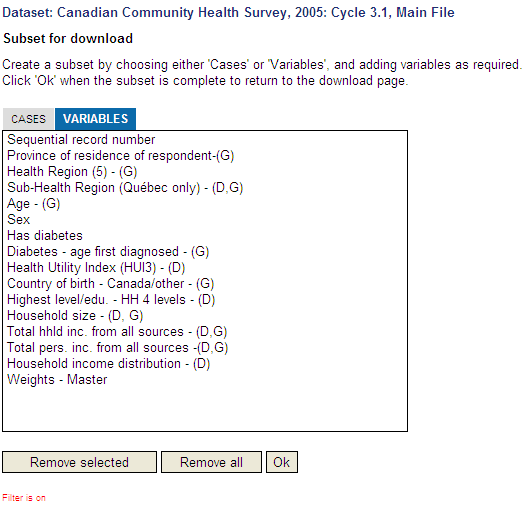 Dataset: Canadian Community Health Survey, 2005: Cycle 3.1, Main File
Subset for download
Create a subset by choosing either 'Cases' or 'Variables', and adding variables as required.
Click 'Ok' when the subset is complete to return to the download page.
CASES VARIABLES
Sequential record number
Province of residence of respondent-(G)
Health Region (5) - (G)
Sub-Health Region (Québec only) - (D,G)
Age - (G)
Sex
Has diabetes
Diabetes - age first diagnosed - (G)
Health Utility Index (HUI3) - (D)
Country of birth - Canada/other - (G)
Highest level/edu. - HH 4 levels - (D)
Household size - (D, G)
Total hhld inc. from all sources - (D,G)
Total pers. inc. from all sources -(D,G)
Household income distribution - (D)
Weights - Master
Remove selected Remove all Ok
Filter is on